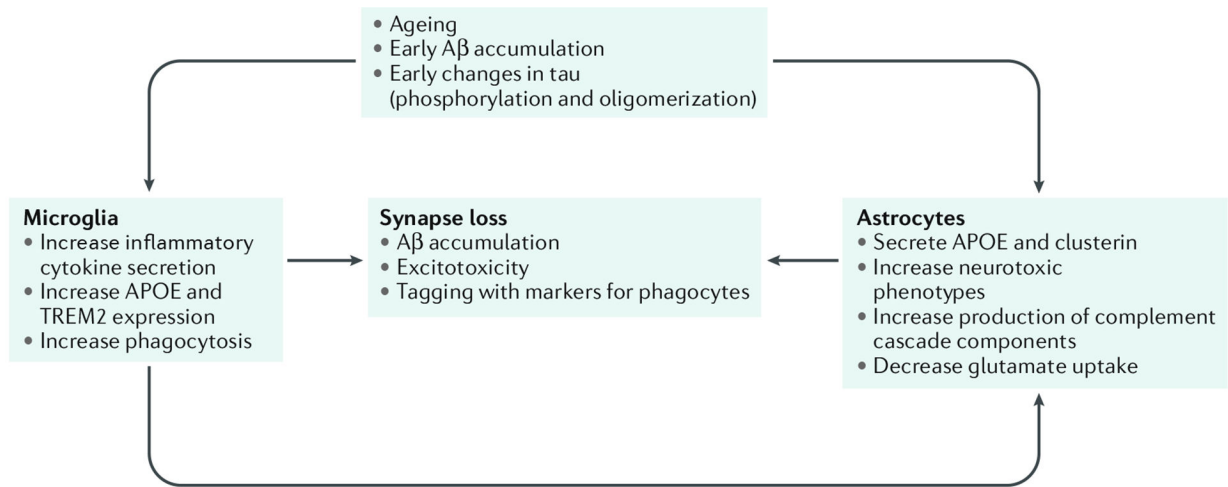 • Ageing
• Early Aβ accumulation
• Early changes in tau
(phosphorylation and oligomerization)
Microglia
• Increase inflammatory
cytokine secretion
• Increase APOE and
TREM2 expression
• Increase phagocytosis
Synapse loss
• Aβ accumulation
• Excitotoxicity
• Tagging with markers for phagocytes
Astrocytes
• Secrete APOE and clusterin
• Increase neurotoxic
phenotypes
• Increase production of complement
cascade components
• Decrease glutamate uptake